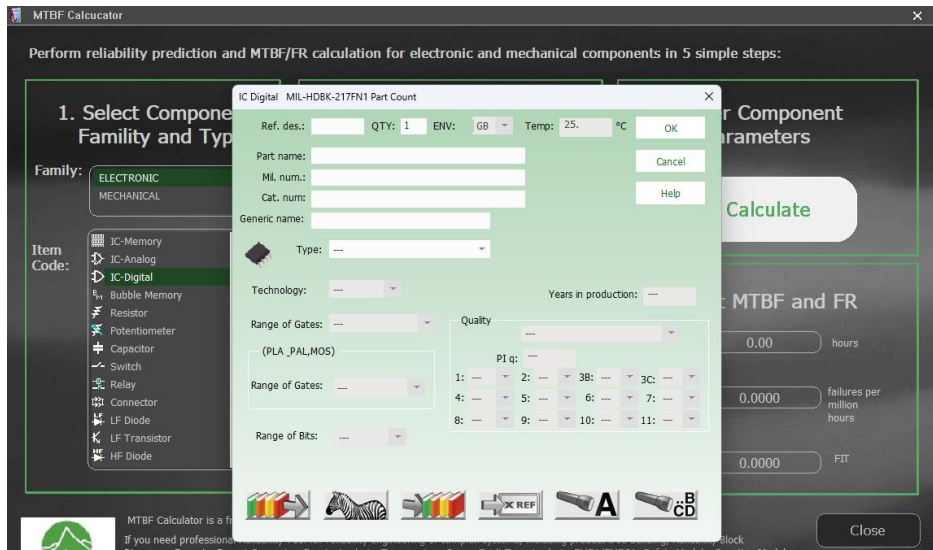 MTBF Calcucator
Perform reliability prediction and MTBF/FR calculation for electronic and mechanical components in 5 simple steps:
1. Select Compone
Famility and Typ
Family:
ELECTRONIC
MECHANICAL
Item
Code:
IC-Memory
IC-Analog
IC-Digital
Bubble Memory
Resistor
Potentiometer
Capacitor
Switch
Relay
Connector
LF Diode
LF Transistor
HF Diode
IC Digital MIL-HDBK-217FN1 Part Count
Ref. des.: QTY: 1 ENV: GB Temp: 25. °C OK
Part name: Cancel
Mil. num.:
Cat. num: Help
Generic name:
Type: ---
Technology: --- Years in production: ---
Range of Gates: ---
Quality
---
(PLA ,PAL,MOS)
PI q: ---
Range of Gates: ---
1: --- 2: --- 3B: --- 3C: ---
4: --- 5: --- 6: --- 7: ---
8: --- 9: --- 10: --- 11: ---
Range of Bits: ---
X REF
A
B
CD
r Component
arameters
Calculate
MTBF and FR
0.00 hours
0.0000 failures per
million
hours
0.0000 FIT
MTBF Calculator is a fr
If you need professiona
Block
Close